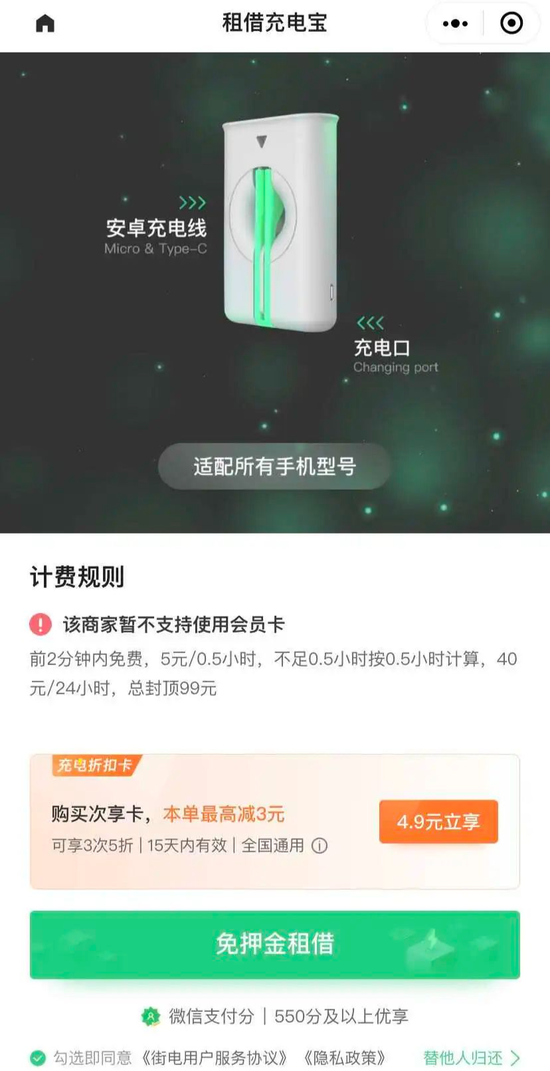 租借充电宝
安卓充电线
Micro & Type-C
充电口
Changing port
适配所有手机型号
计费规则
该商家暂不支持使用会员卡
前2分钟内免费，5元/0.5小时，不足0.5小时按0.5小时计算，40
元/24小时，总封顶99元
充电折扣卡
购买次享卡，本单最高减3元
可享3次5折 | 15天内有效 | 全国通用
4.9元立享
免押金租借
微信支付分 | 550分及以上优享
勾选即同意《街电用户服务协议》《隐私政策》 替他人归还